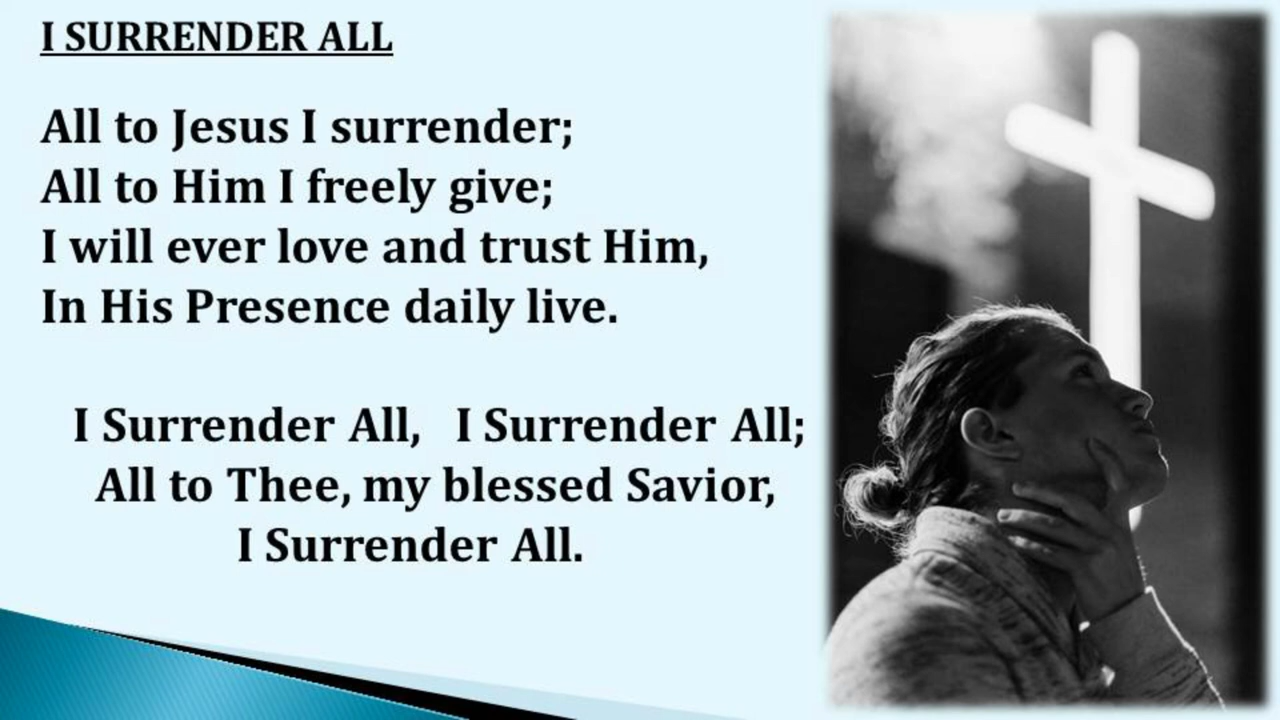 I SURRENDER ALL
All to Jesus I surrender;
All to Him I freely give;
I will ever love and trust Him,
In His Presence daily live.
I Surrender All, I Surrender All;
All to Thee, my blessed Savior,
I Surrender All.